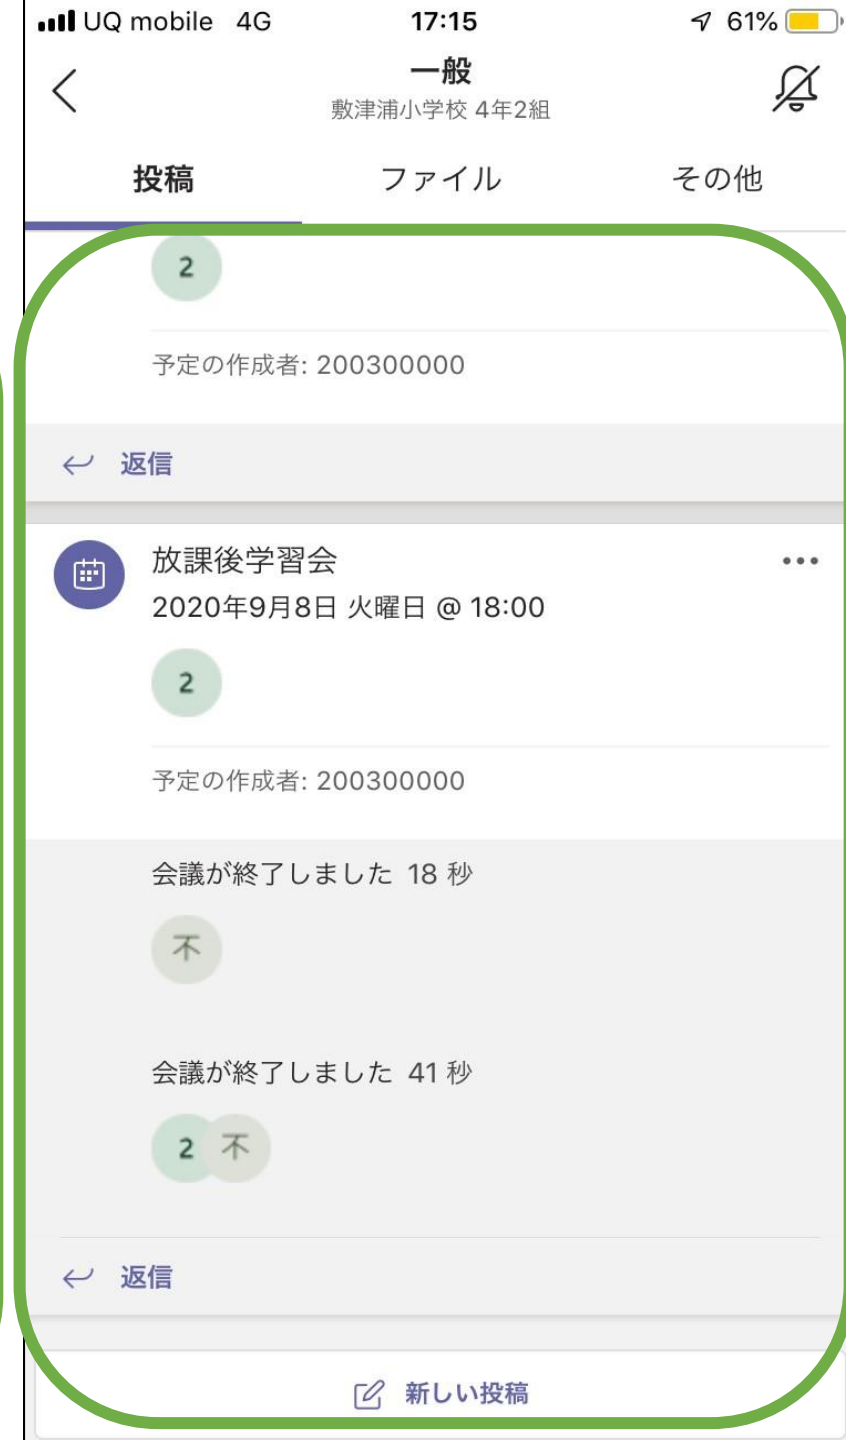 UQ mobile 4G 17:15 61%
一般
敷津浦小学校 4年2組
投稿 ファイル その他
2
予定の作成者: 200300000
返信
放課後学習会
2020年9月8日 火曜日 @ 18:00
2
予定の作成者: 200300000
会議が終了しました 18 秒
不
会議が終了しました 41 秒
2 不
返信
新しい投稿